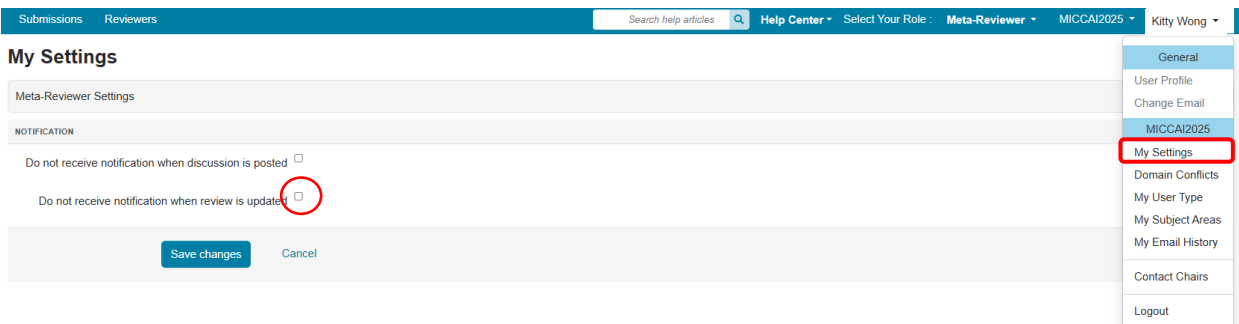 Submissions Reviewers Search help articles Help Center Select Your Role : Meta-Reviewer MICCAI2025 Kitty Wong
My Settings
Meta-Reviewer Settings
NOTIFICATION
Do not receive notification when discussion is posted
Do not receive notification when review is updated
Save changes Cancel
General
User Profile
Change Email
MICCAI2025
My Settings
Domain Conflicts
My User Type
My Subject Areas
My Email History
Contact Chairs
Logout